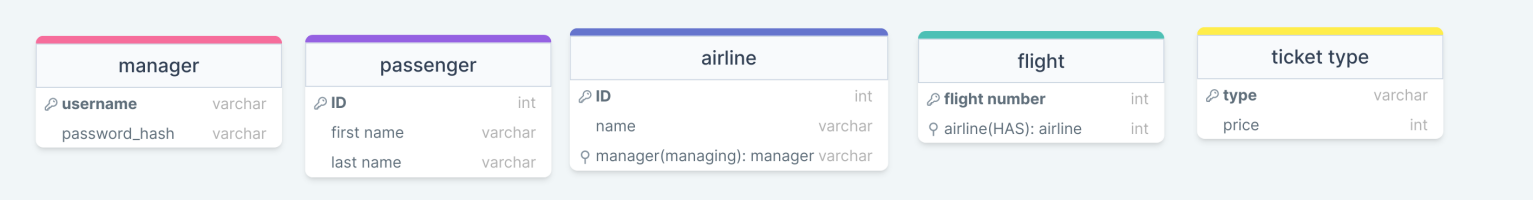 manager
username varchar
password_hash varchar
passenger
ID int
first name varchar
last name varchar
airline
ID int
name varchar
manager(managing): manager varchar
flight
flight number int
airline(HAS): airline int
ticket type
type varchar
price int